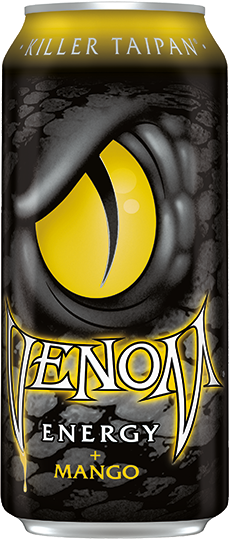 · KILLER TAIPAN® ·
VENOM®
ENERGY
+
MANGO